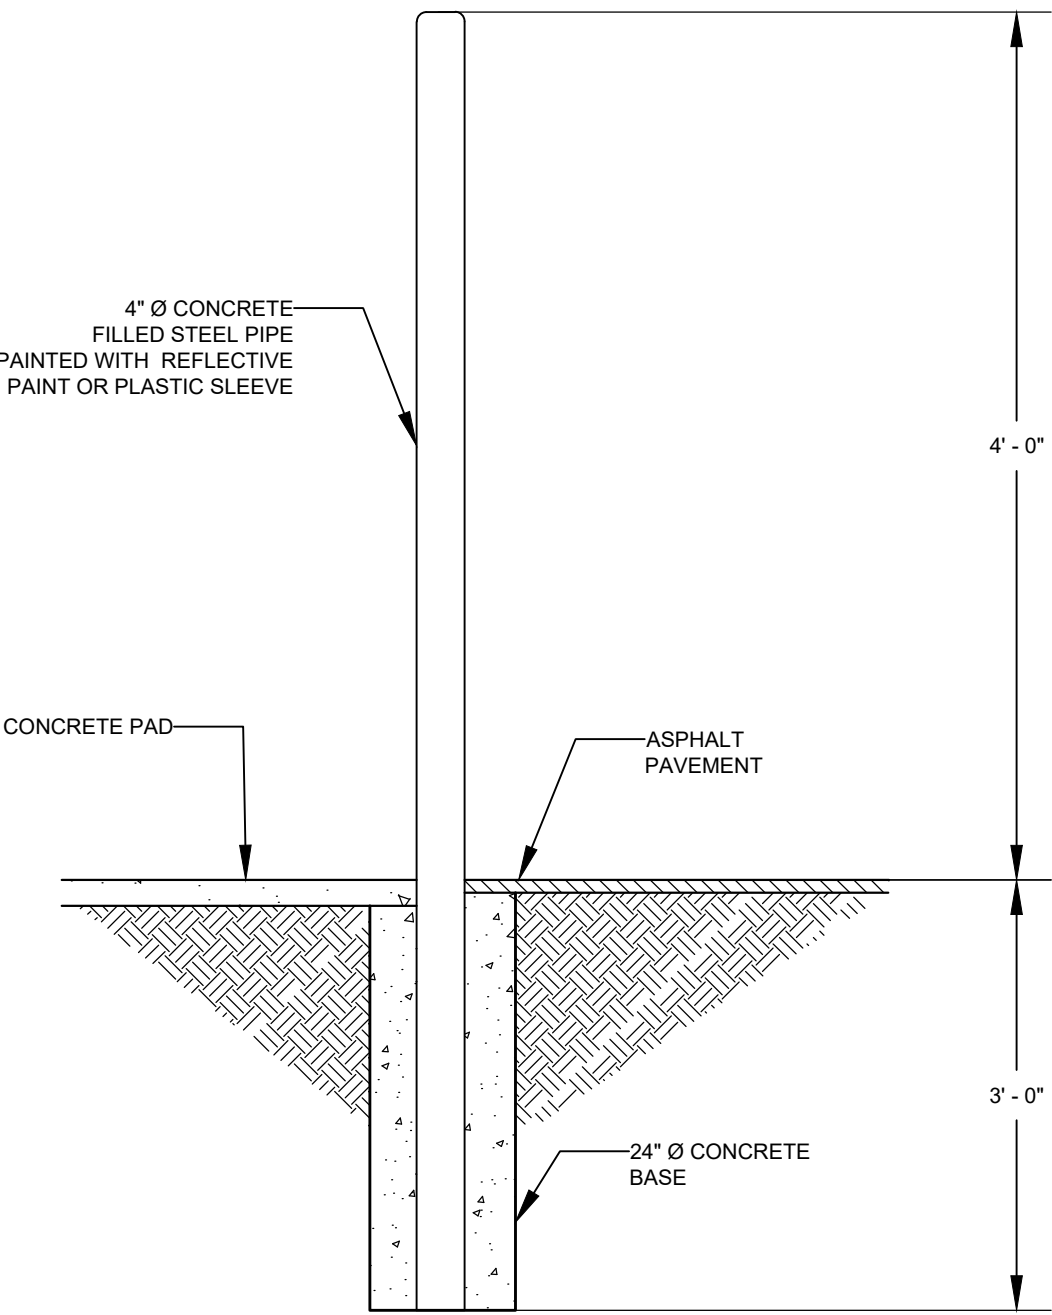 4" Ø CONCRETE
FILLED STEEL PIPE
PAINTED WITH REFLECTIVE
PAINT OR PLASTIC SLEEVE
4' - 0"
CONCRETE PAD
ASPHALT
PAVEMENT
3' - 0"
24" Ø CONCRETE
BASE